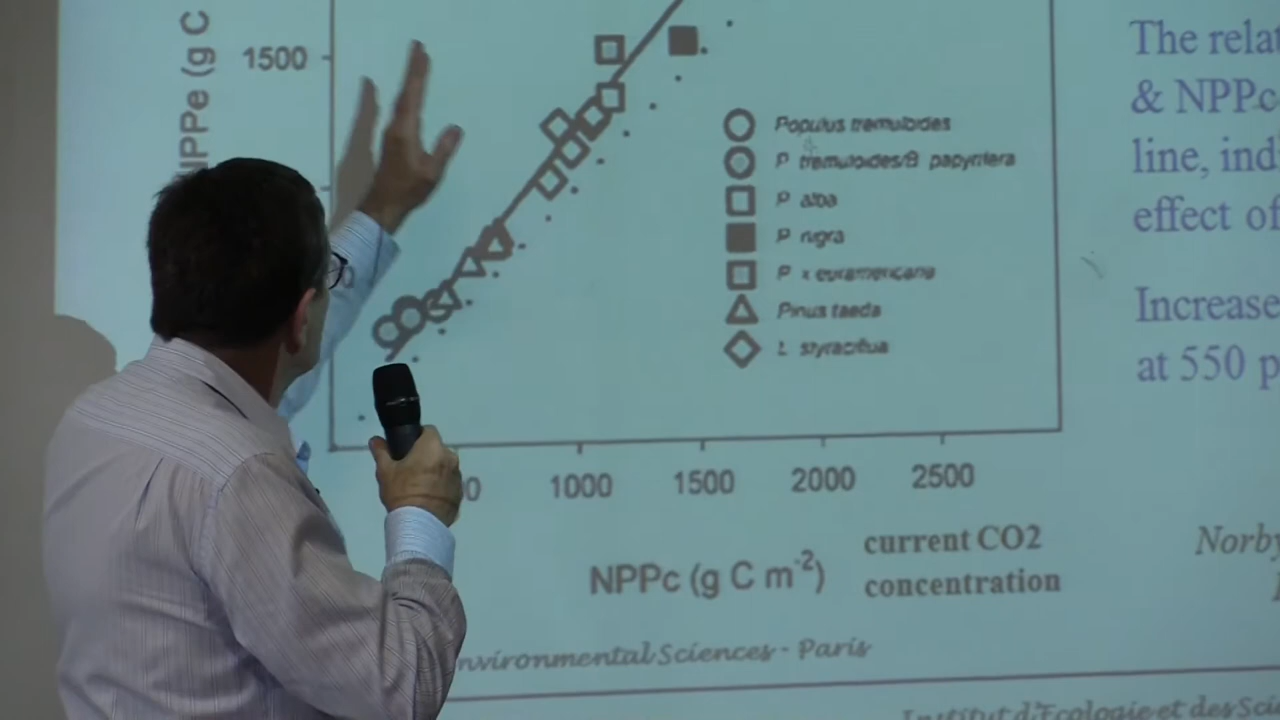 NPPe (g C
1500
Populus tremuloides
P tremuloides/B papyrifera
P alba
P nigra
P x euramericana
Pinus taeda
L styraciflua
1000 1500 2000 2500
NPPc (g C m-2)
current CO2
concentration
The rela
& NPPc
line, ind
effect of
Increase
at 550 p
Norby
nvironmental Sciences - Paris
Institut d'Ecologie et des Sci